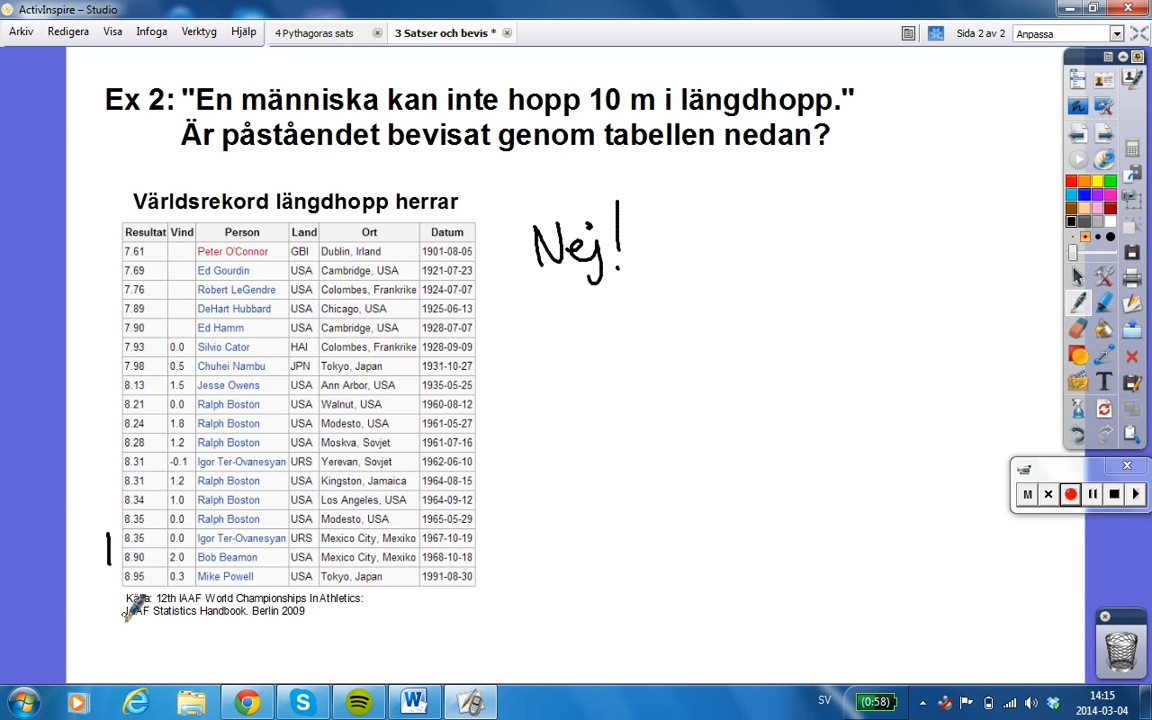 ActivInspire – Studio
Arkiv Redigera Visa Infoga Verktyg Hjälp 4 Pythagoras sats 3 Satser och bevis * Sida 2 av 2 Anpassa
Ex 2: "En människa kan inte hopp 10 m i längdhopp."
Är påståendet bevisat genom tabellen nedan?
Världsrekord längdhopp herrar
Nej!
Resultat Vind Person Land Ort Datum
7.61 Peter O'Connor GBI Dublin, Irland 1901-08-05
7.69 Ed Gourdin USA Cambridge, USA 1921-07-23
7.76 Robert LeGendre USA Colombes, Frankrike 1924-07-07
7.89 DeHart Hubbard USA Chicago, USA 1925-06-13
7.90 Ed Hamm USA Cambridge, USA 1928-07-07
7.93 0.0 Silvio Cator HAI Colombes, Frankrike 1928-09-09
7.98 0.5 Chuhei Nambu JPN Tokyo, Japan 1931-10-27
8.13 1.5 Jesse Owens USA Ann Arbor, USA 1935-05-25
8.21 0.0 Ralph Boston USA Walnut, USA 1960-08-12
8.24 1.8 Ralph Boston USA Modesto, USA 1961-05-27
8.28 1.2 Ralph Boston USA Moskva, Sovjet 1961-07-16
8.31 -0.1 Igor Ter-Ovanesyan URS Yerevan, Sovjet 1962-06-10
8.31 1.2 Ralph Boston USA Kingston, Jamaica 1964-08-15
8.34 1.0 Ralph Boston USA Los Angeles, USA 1964-09-12
8.35 0.0 Ralph Boston USA Modesto, USA 1965-05-29
8.35 0.0 Igor Ter-Ovanesyan URS Mexico City, Mexiko 1967-10-19
8.90 2.0 Bob Beamon USA Mexico City, Mexiko 1968-10-18
8.95 0.3 Mike Powell USA Tokyo, Japan 1991-08-30
Källa: 12th IAAF World Championships In Athletics:
IAAF Statistics Handbook. Berlin 2009
M
SV (0:58) 14:15
2014-03-04